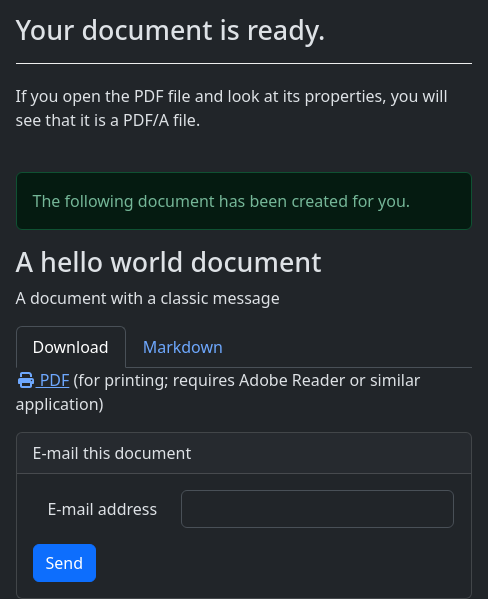 Your document is ready.
If you open the PDF file and look at its properties, you will
see that it is a PDF/A file.
The following document has been created for you.
A hello world document
A document with a classic message
Download Markdown
PDF (for printing; requires Adobe Reader or similar
application)
E-mail this document
E-mail address
Send